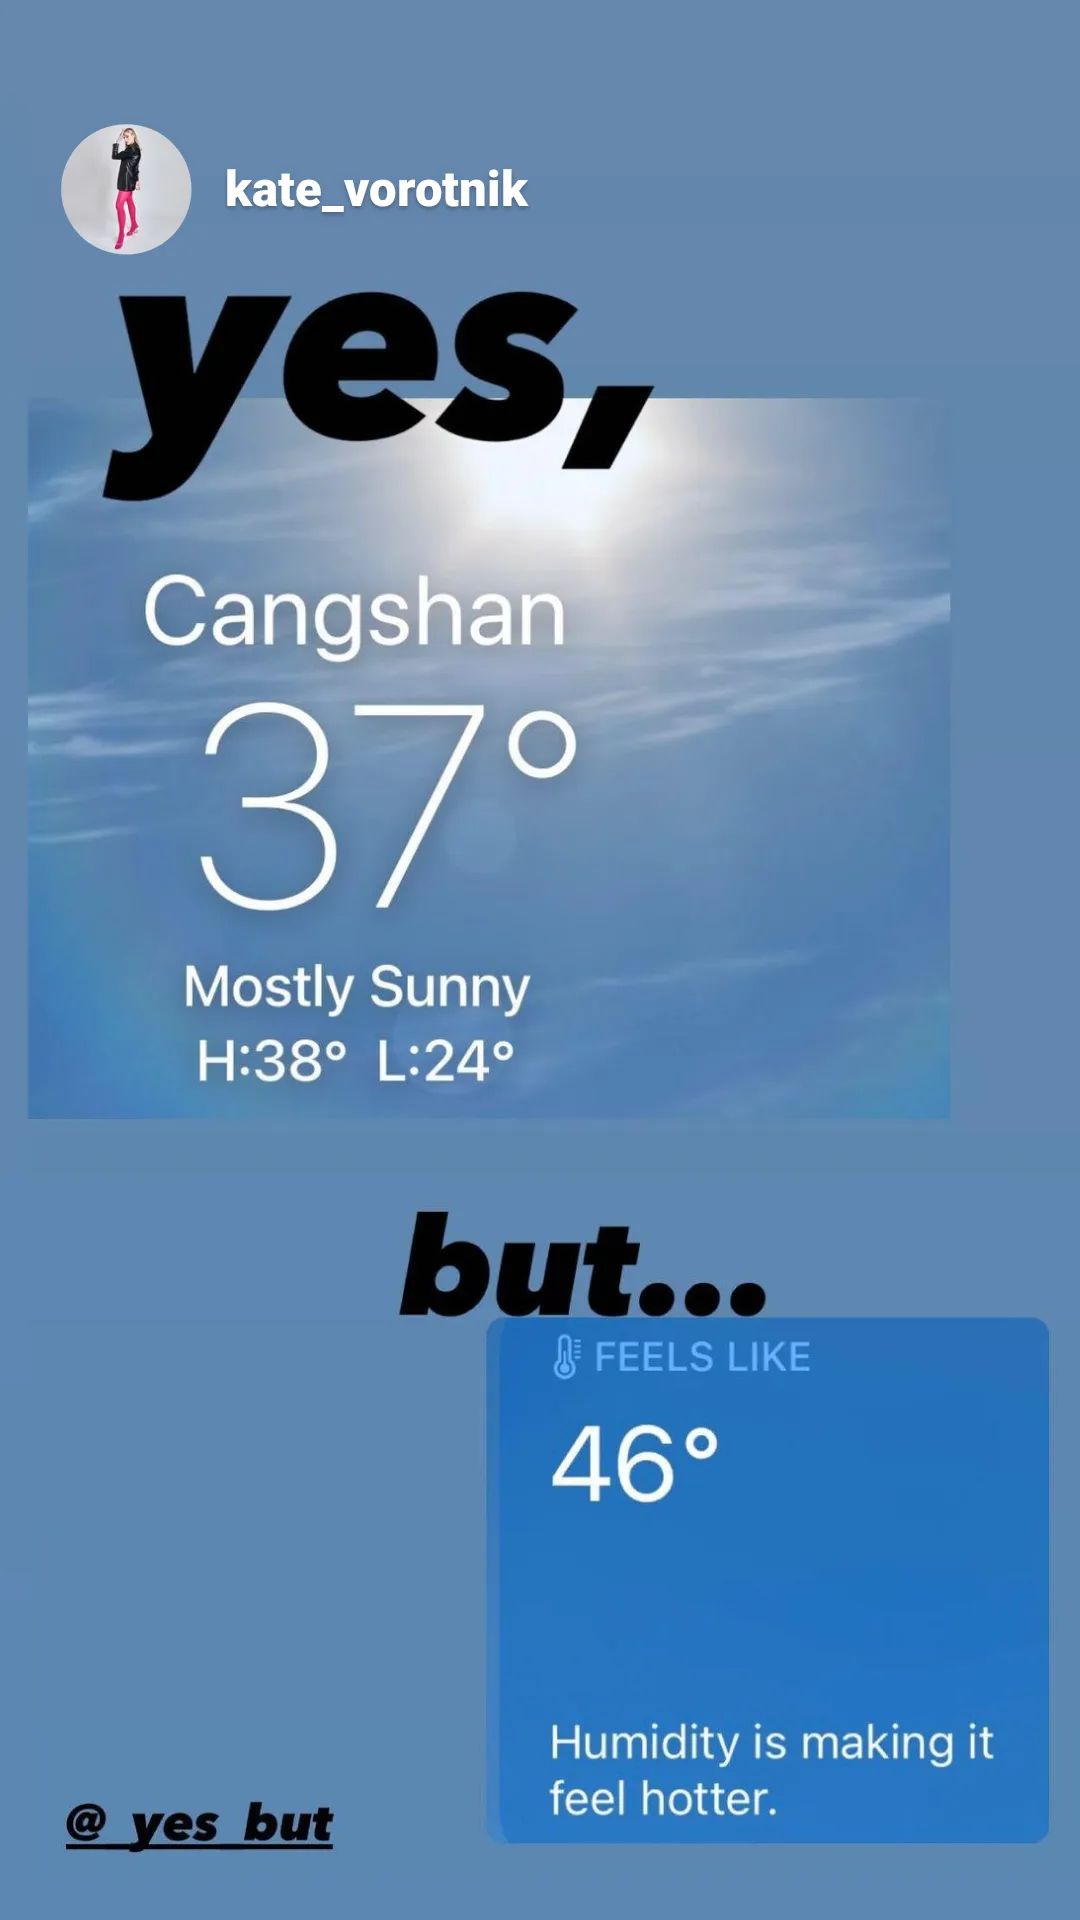 kate_vorotnik
yes,
Cangshan
37°
Mostly Sunny
H:38° L:24°
but...
FEELS LIKE
46°
Humidity is making it
feel hotter.
@_yes_but